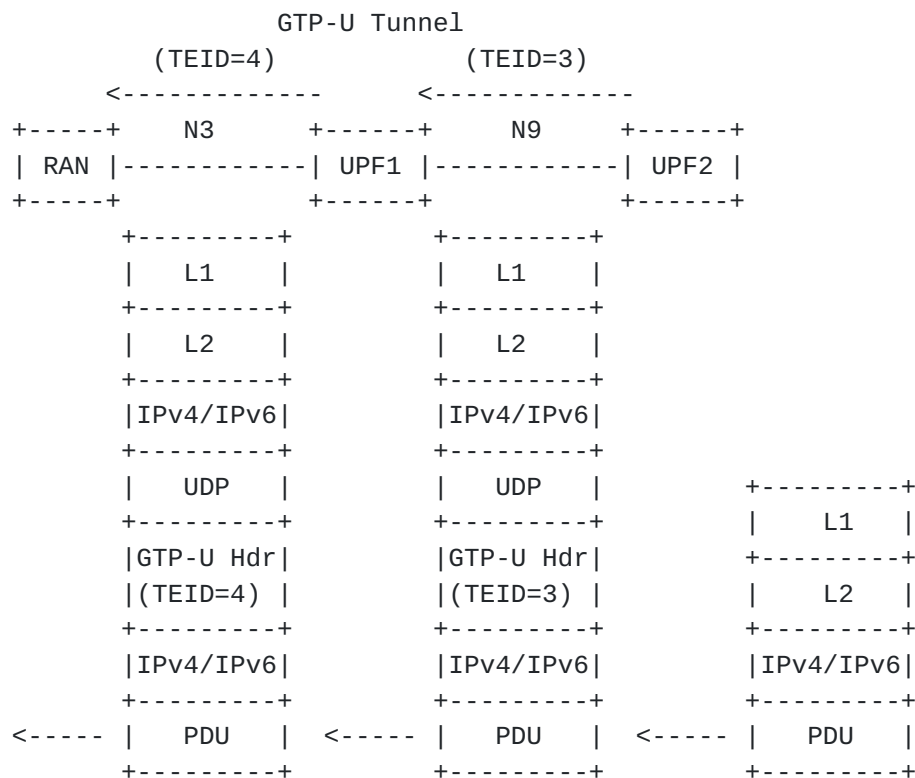 GTP-U Tunnel
         (TEID=4)            (TEID=3)
      <-------------      <-------------
+-----+    N3      +------+     N9     +------+
| RAN |------------| UPF1 |------------| UPF2 |
+-----+            +------+            +------+
       +---------+         +---------+
       |   L1    |         |   L1    |
       +---------+         +---------+
       |   L2    |         |   L2    |
       +---------+         +---------+
       |IPv4/IPv6|         |IPv4/IPv6|
       +---------+         +---------+
       |   UDP   |         |   UDP   |         +---------+
       +---------+         +---------+         |    L1   |
       |GTP-U Hdr|         |GTP-U Hdr|         +---------+
       |(TEID=4) |         |(TEID=3) |         |    L2   |
       +---------+         +---------+         +---------+
       |IPv4/IPv6|         |IPv4/IPv6|         |IPv4/IPv6|
       +---------+         +---------+         +---------+
<----- |   PDU   |  <----- |   PDU   |  <----- |   PDU   |
       +---------+         +---------+         +---------+